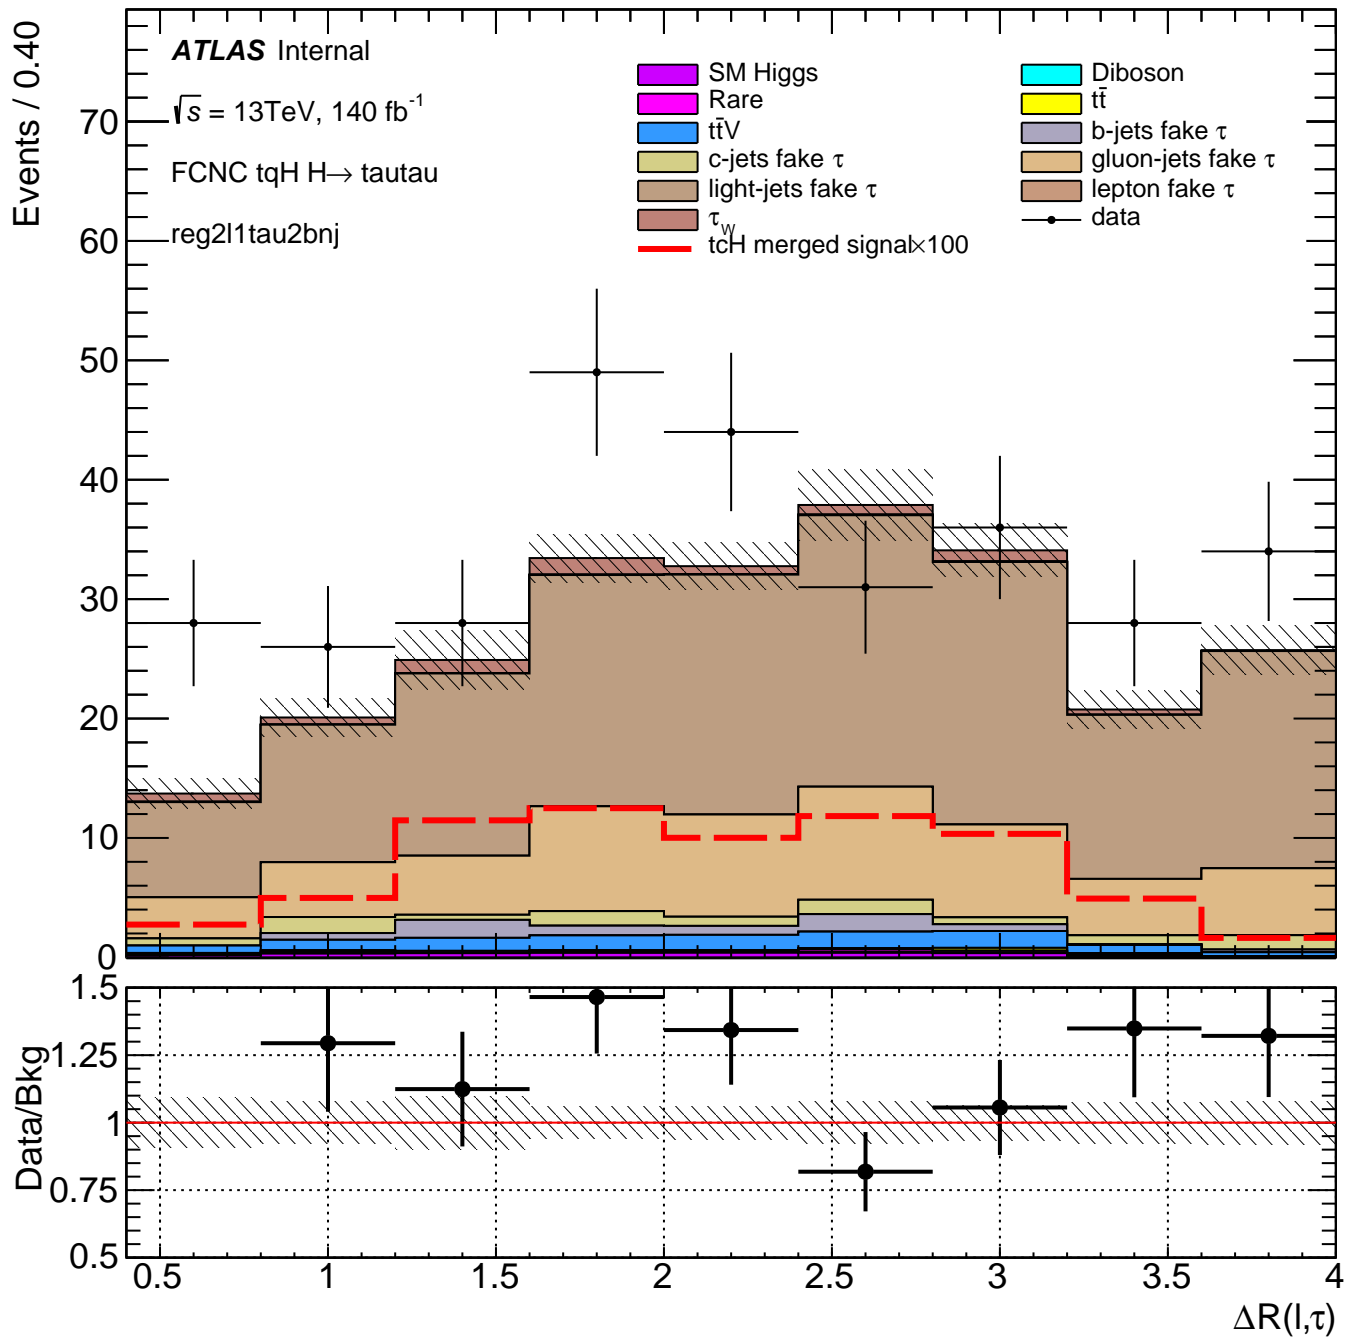 Events / 0.40
ATLAS Internal
√s = 13TeV, 140 fb⁻¹
FCNC tqH H→ tautau
reg2l1tau2bnj
SM Higgs
Rare
tt̄V
c-jets fake τ
light-jets fake τ
τ_W
tcH merged signal×100
Diboson
tt̄
b-jets fake τ
gluon-jets fake τ
lepton fake τ
data
70
60
50
40
30
20
10
0
Data/Bkg
1.5
1.25
1
0.75
0.5
0.5 1 1.5 2 2.5 3 3.5 4
ΔR(l,τ)